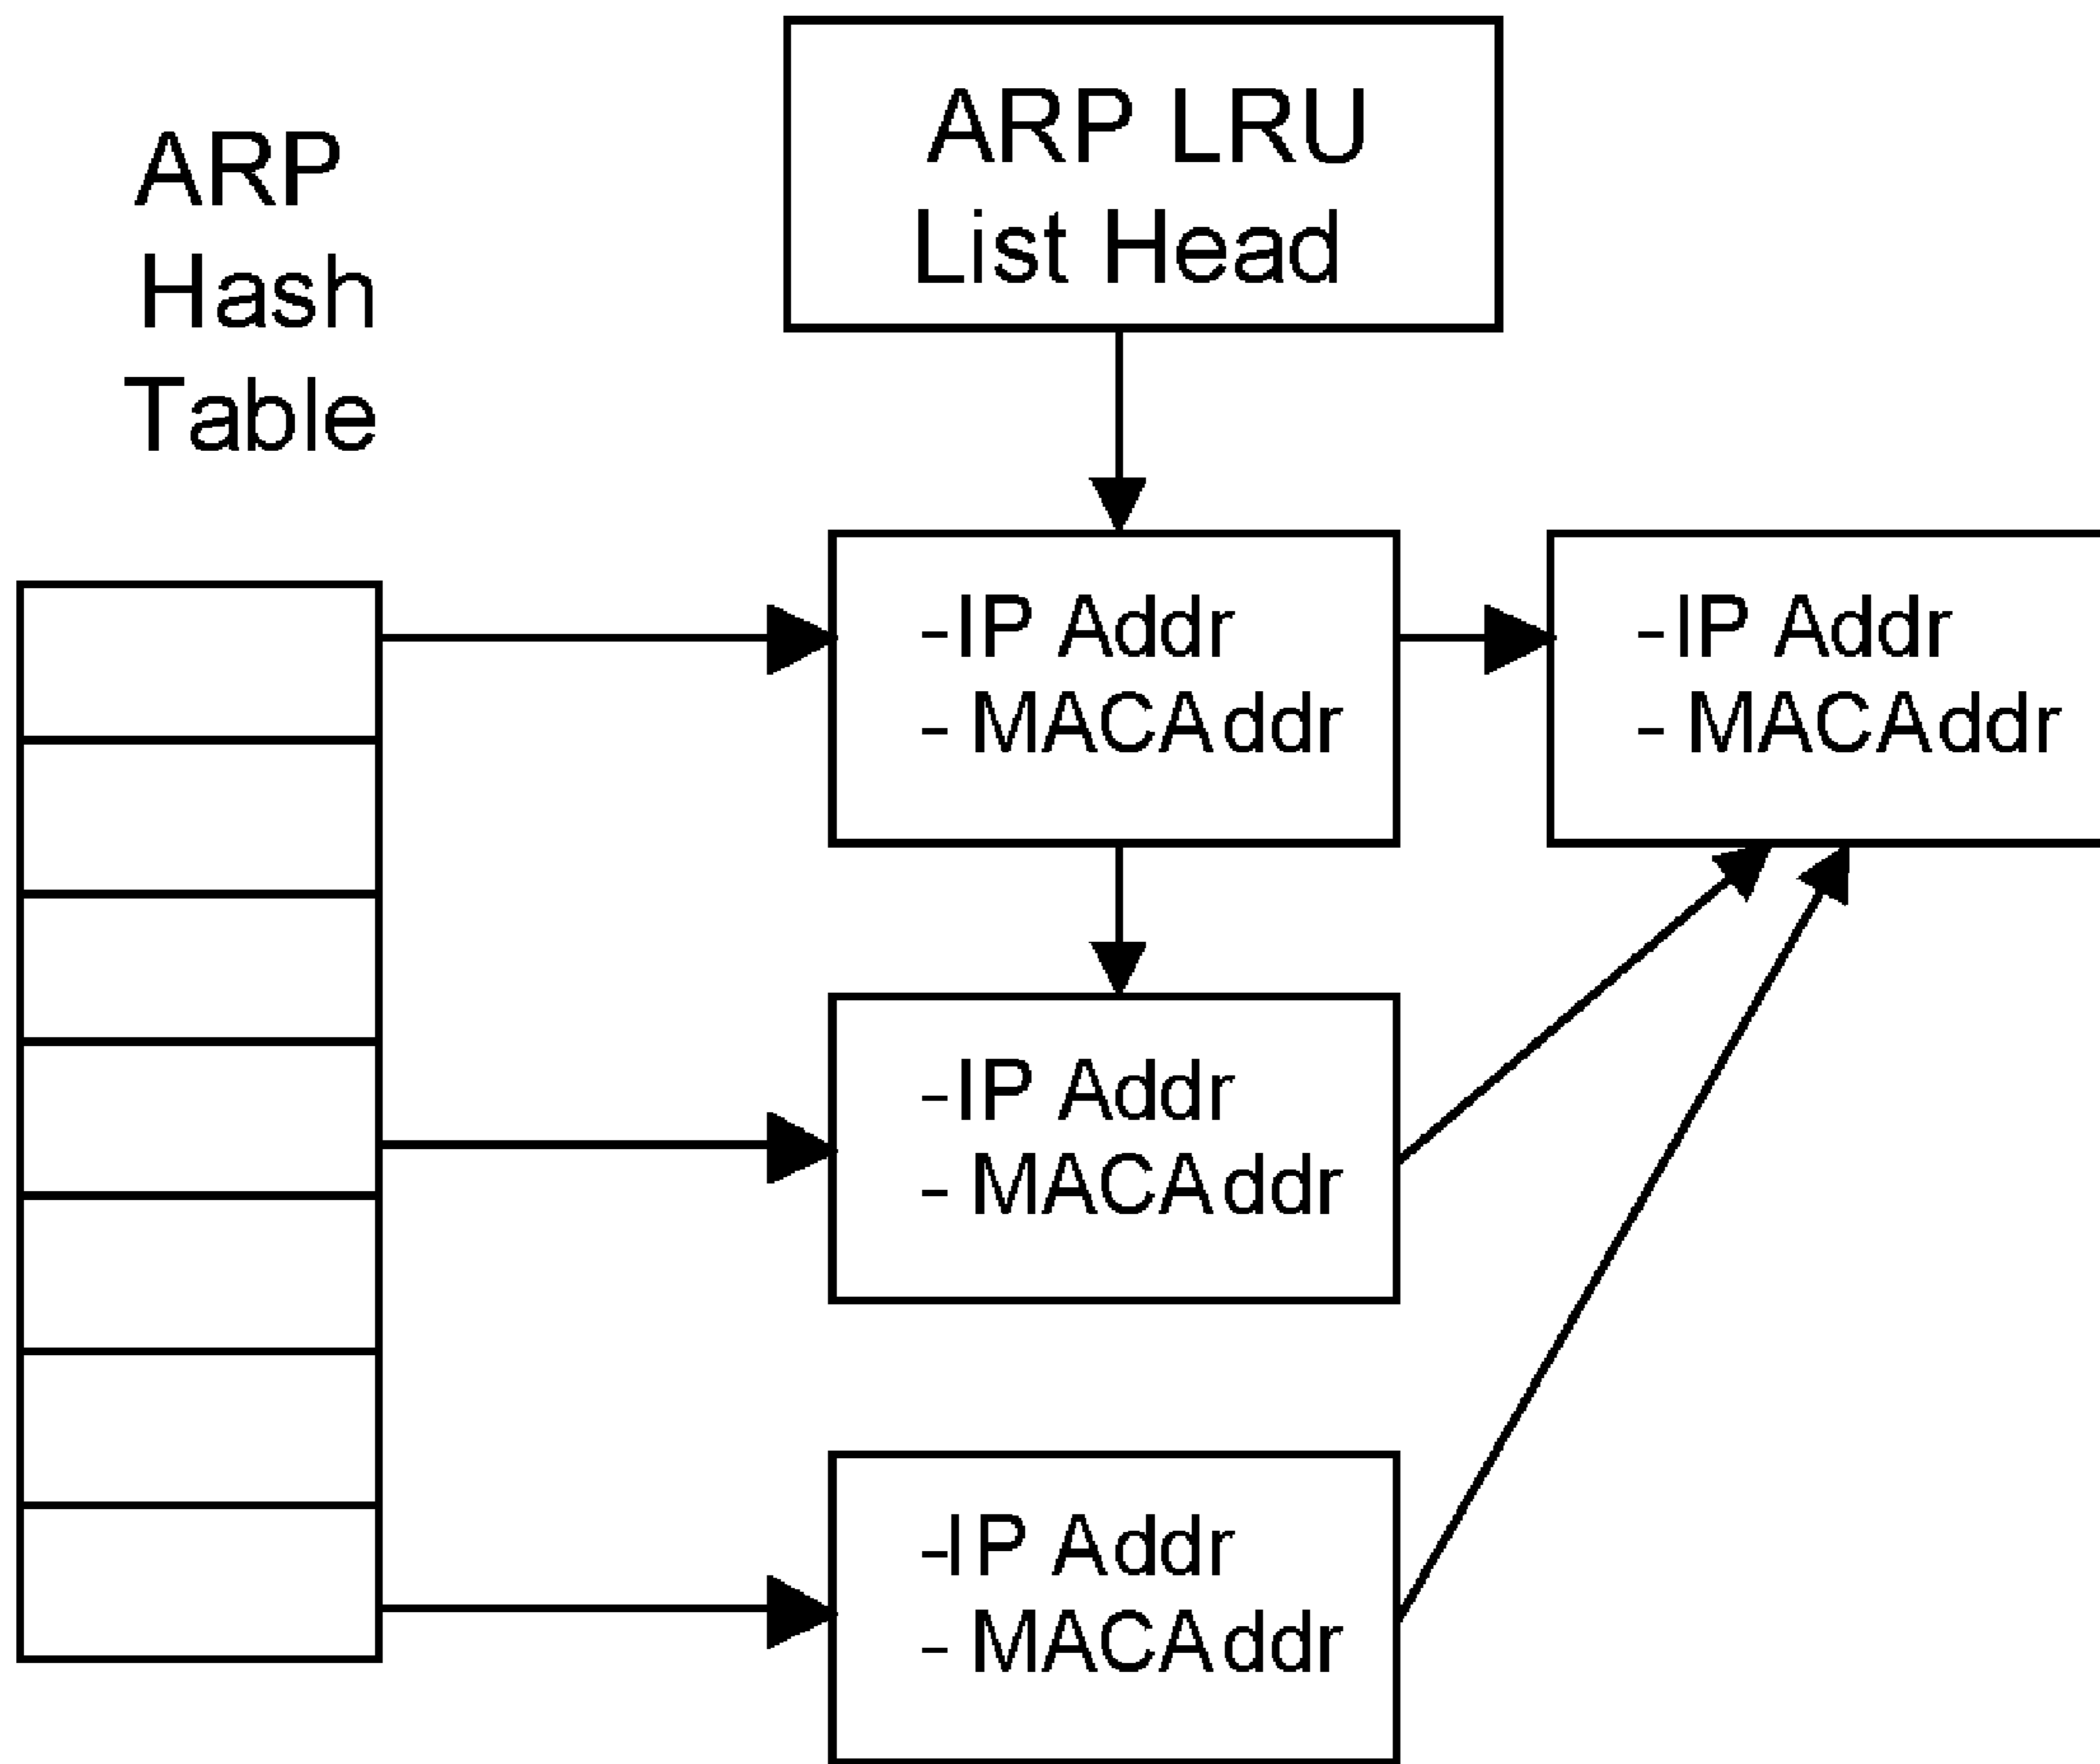 ARP
Hash
Table
ARP LRU
List Head
-IP Addr
- MACAddr
-IP Addr
- MACAddr
-IP Addr
- MACAddr
-IP Addr
- MACAddr